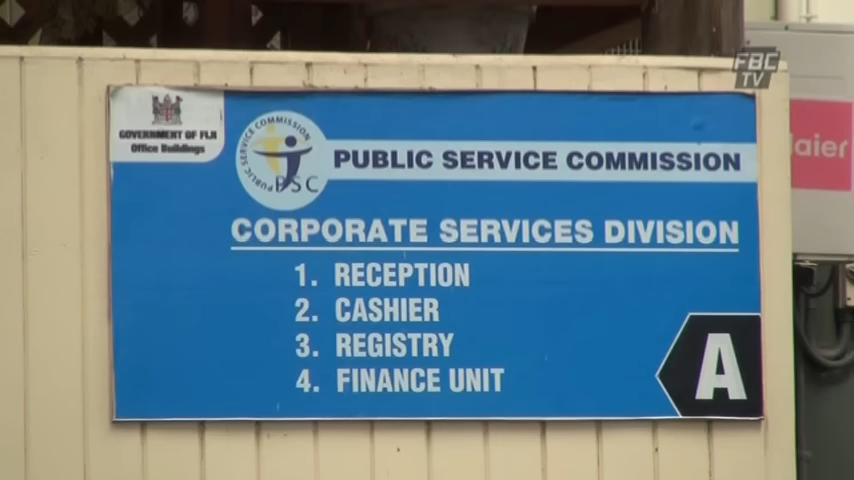 FBC
TV
GOVERNMENT OF FIJI
Office Buildings
PUBLIC SERVICE COMMISSION
PSC
PUBLIC SERVICE COMMISSION
CORPORATE SERVICES DIVISION
1. RECEPTION
2. CASHIER
3. REGISTRY
4. FINANCE UNIT
A
aier